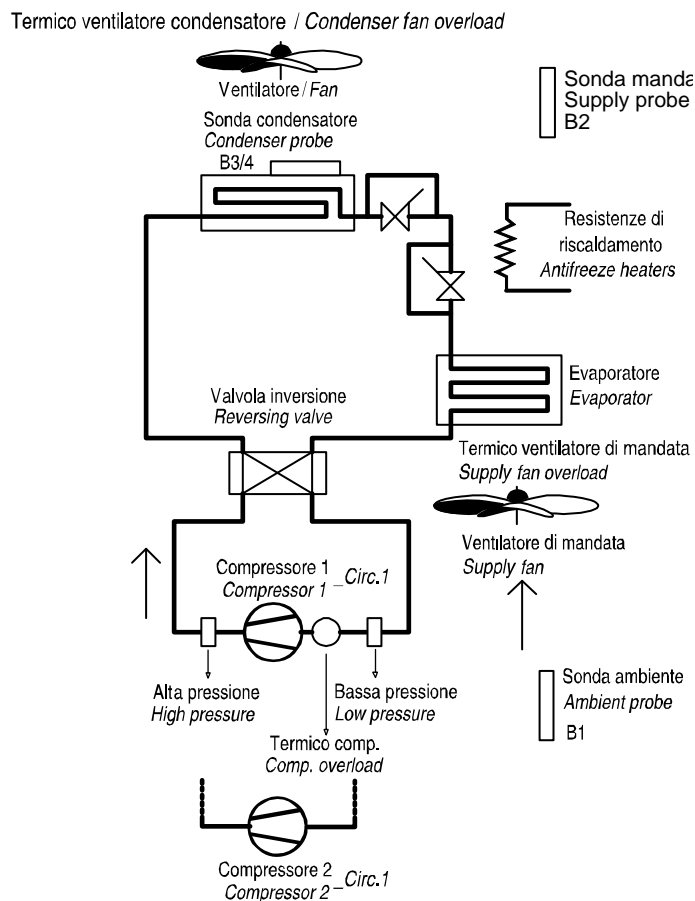 Termico ventilatore condensatore / Condenser fan overload
Ventilatore / Fan
Sonda manda
Supply probe
B2
Sonda condensatore
Condenser probe
B3/4
Resistenze di
riscaldamento
Antifreeze heaters
Evaporatore
Evaporator
Valvola inversione
Reversing valve
Termico ventilatore di mandata
Supply fan overload
Ventilatore di mandata
Supply fan
Compressore 1
Compressor 1 – Circ.1
Alta pressione
High pressure
Bassa pressione
Low pressure
Sonda ambiente
Ambient probe
B1
Termico comp.
Comp. overload
Compressore 2
Compressor 2 – Circ.1